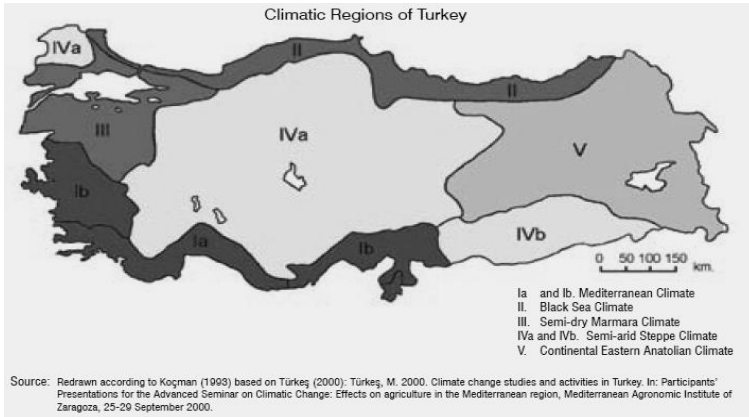 Climatic Regions of Turkey
IVa
II
II
III
IVa
V
Ib
Ia
Ib
IVb
0 50 100 150
km.
Ia and Ib. Mediterranean Climate
II. Black Sea Climate
III. Semi-dry Marmara Climate
IVa and IVb. Semi-arid Steppe Climate
V. Continental Eastern Anatolian Climate
Source: Redrawn according to Koçman (1993) based on Türkeş (2000): Türkeş, M. 2000. Climate change studies and activities in Turkey. In: Participants'
Presentations for the Advanced Seminar on Climatic Change: Effects on agriculture in the Mediterranean region, Mediterranean Agronomic Institute of
Zaragoza, 25-29 September 2000.